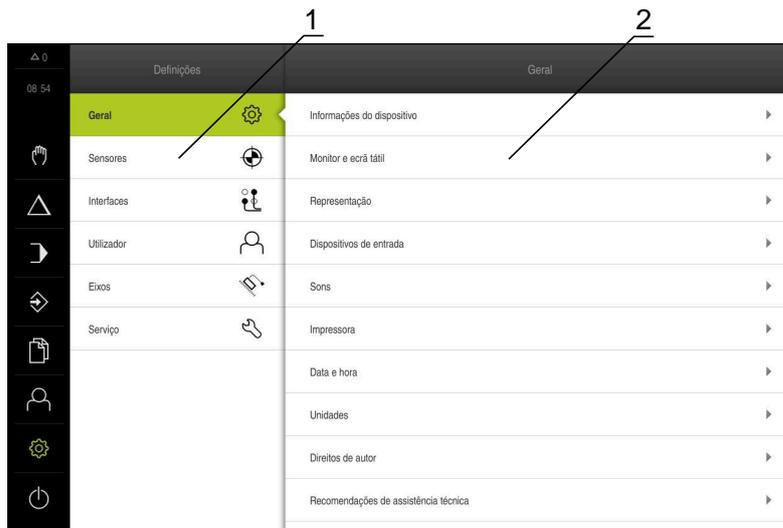 1
2
0
08 54
Definições
Geral
Sensores
Interfaces
Utilizador
Eixos
Serviço
Geral
Informações do dispositivo
Monitor e ecrã tátil
Representação
Dispositivos de entrada
Sons
Impressora
Data e hora
Unidades
Direitos de autor
Recomendações de assistência técnica